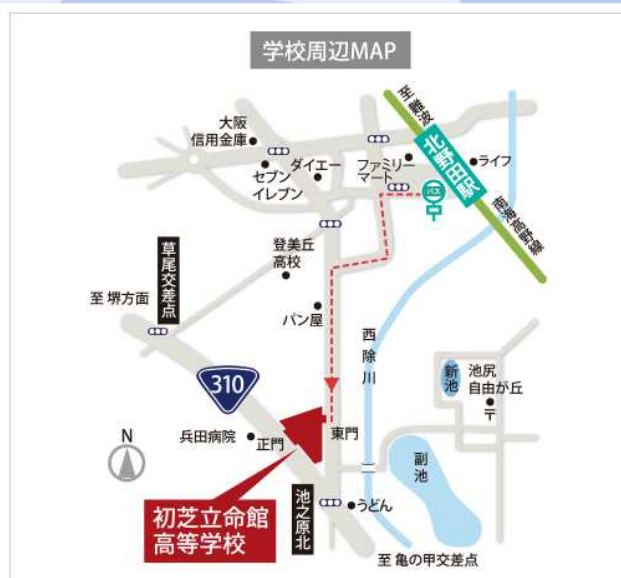 学校周辺MAP
至 難波
北野田駅
南海高野線
大阪
信用金庫
セブン
イレブン
ダイエー
ファミリー
マート
バス
ライフ
登美丘
高校
草尾交差点
至 堺方面
パン屋
西除川
新池
池尻
自由が丘
〒
310
N
兵田病院
正門
東門
副池
初芝立命館
高等学校
池之原北
うどん
至 亀の甲交差点